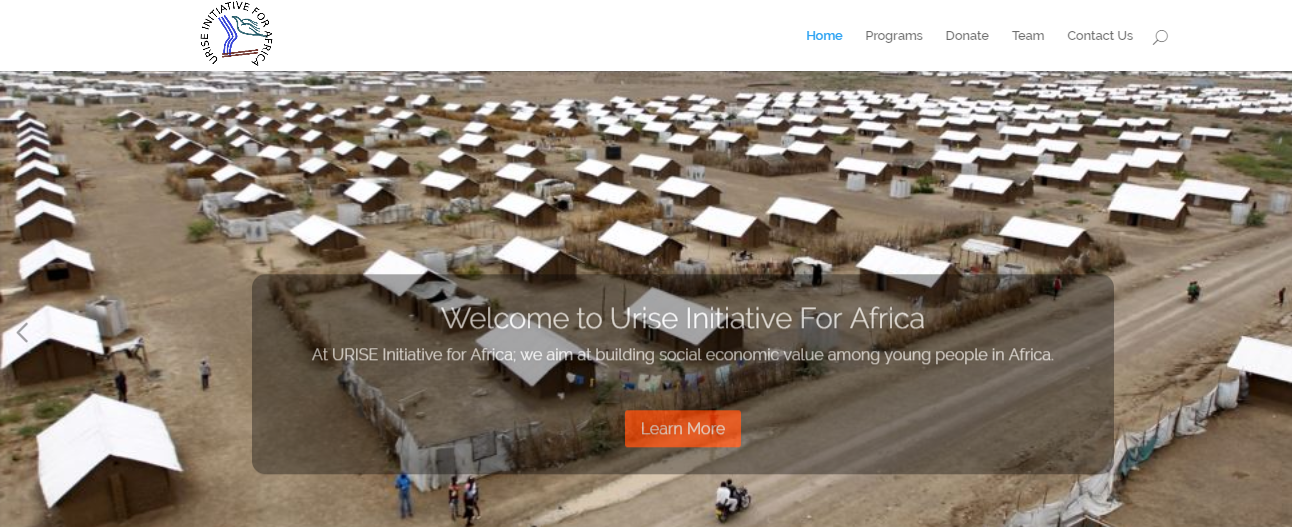 URISE INITIATIVE FOR AFRICA
Home Programs Donate Team Contact Us
Welcome to Urise Initiative For Africa
At URISE Initiative for Africa; we aim at building social economic value among young people in Africa.
Learn More